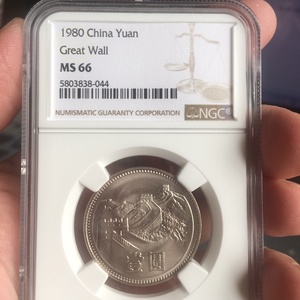 1980 China Yuan
Great Wall
MS 66
5803838-044
NUMISMATIC GUARANTY CORPORATION
NGC
壹圓